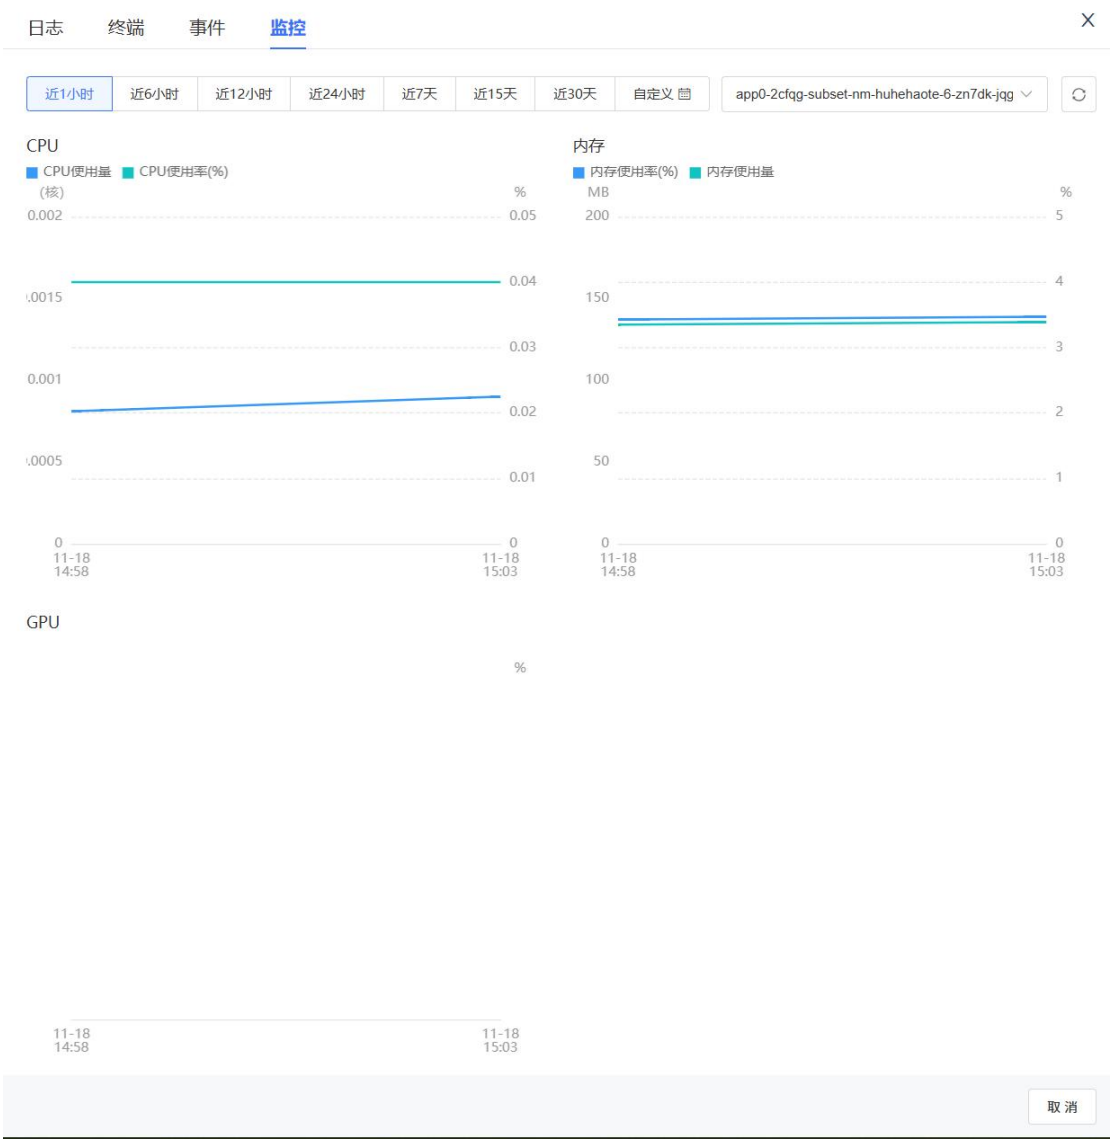 日志 终端 事件 监控 X
近1小时 近6小时 近12小时 近24小时 近7天 近15天 近30天 自定义 app0-2cfqg-subset-nm-huhehaote-6-zn7dk-jqg
CPU
CPU使用量 CPU使用率(%)
(核) %
0.002 0.05
0.04
.0015
0.03
0.001
0.02
.0005
0.01
0 0
11-18 11-18
14:58 15:03
内存
内存使用率(%) 内存使用量
MB %
200 5
4
150
3
100
2
50
1
0 0
11-18 11-18
14:58 15:03
GPU
%
11-18 11-18
14:58 15:03
取 消